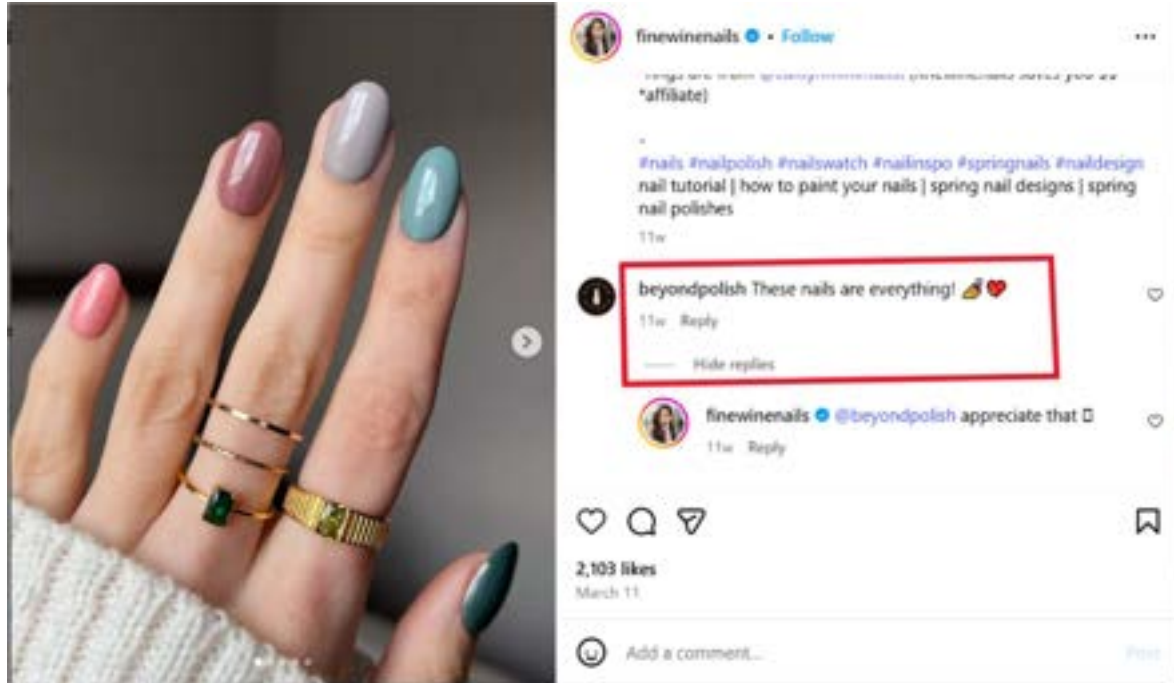 finewinenails • Follow
*affiliate)
-
#nails #nailpolish #nailswatch #nailinspo #springnails #naildesign
nail tutorial | how to paint your nails | spring nail designs | spring
nail polishes
11w
beyondpolish These nails are everything! 💅❤️
11w Reply
Hide replies
finewinenails @beyondpolish appreciate that
11w Reply
2,103 likes
March 11
Add a comment...
Post